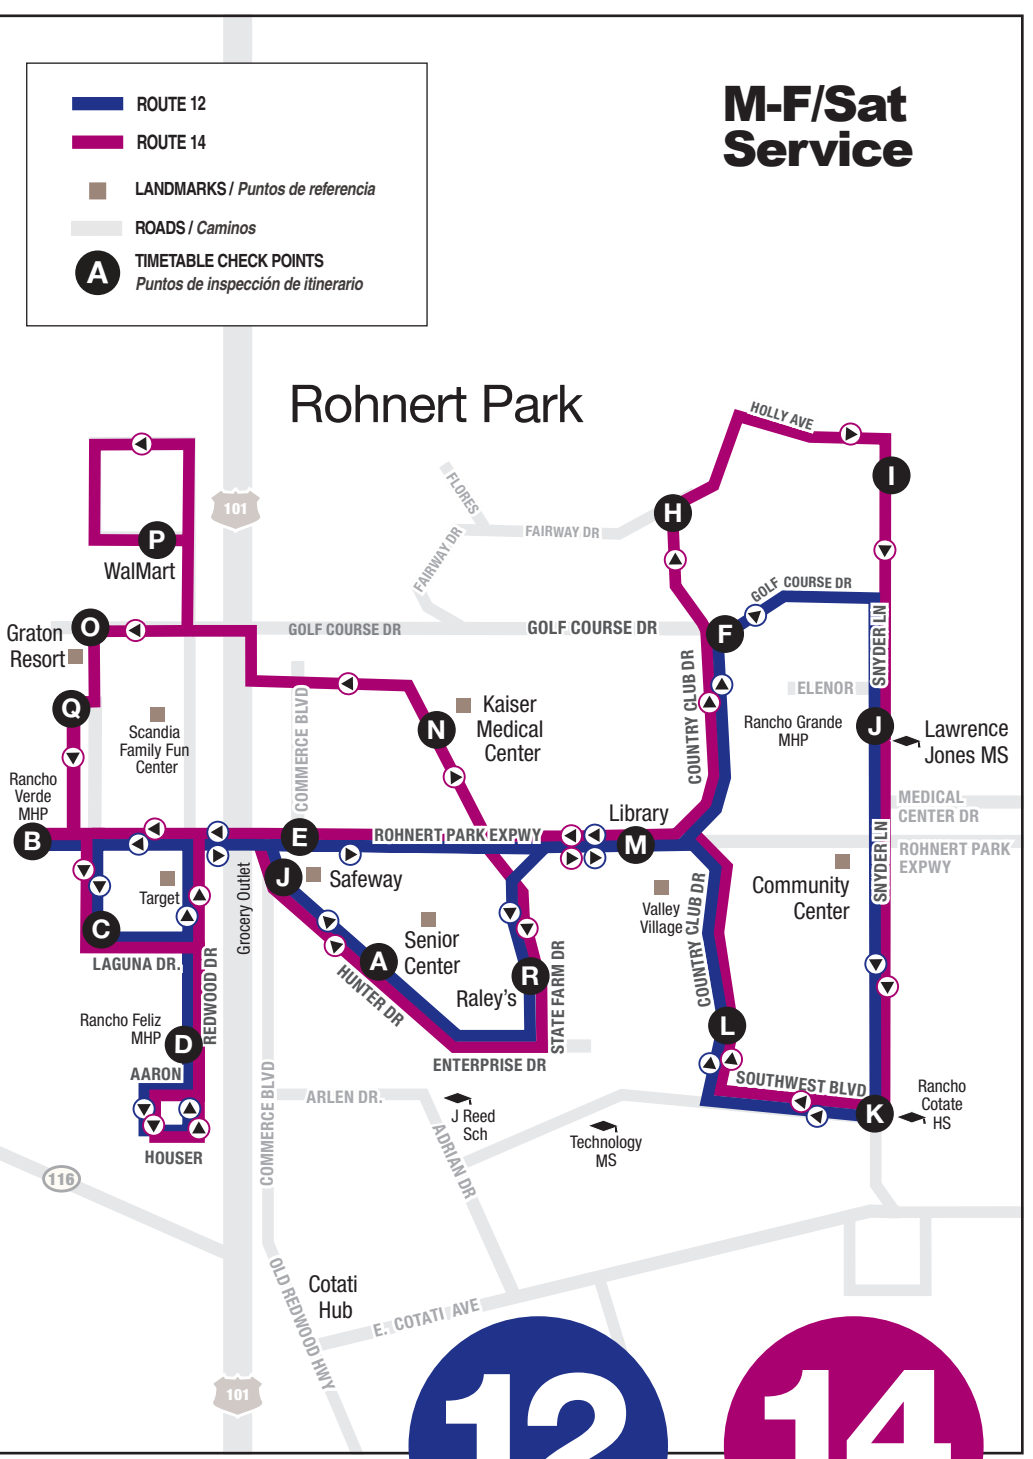 M-F/Sat
Service
ROUTE 12
ROUTE 14
LANDMARKS / Puntos de referencia
ROADS / Caminos
A
TIMETABLE CHECK POINTS
Puntos de inspección de itinerario
Rohnert Park
HOLLY AVE
I
101
FLORES
H
FAIRWAY DR
FAIRWAY DR
P
WalMart
GOLF COURSE DR
O
Graton
Resort
GOLF COURSE DR
GOLF COURSE DR
F
SNYDER LN
ELENOR
COUNTRY CLUB DR
Q
Scandia
Family Fun
Center
COMMERCE BLVD
N
Kaiser
Medical
Center
Rancho Grande
MHP
J
Lawrence
Jones MS
Rancho
Verde
MHP
B
MEDICAL
CENTER DR
Library
E
ROHNERT PARK EXPWY
M
ROHNERT PARK
EXPWY
SNYDER LN
J
Safeway
Target
Grocery Outlet
Community
Center
Valley
Village
COUNTRY CLUB DR
C
Senior
Center
A
LAGUNA DR.
REDWOOD DR
HUNTER DR
R
Raley's
STATE FARM DR
L
Rancho Feliz
MHP
D
ENTERPRISE DR
AARON
SOUTHWEST BLVD
K
Rancho
Cotate
HS
COMMERCE BLVD
ARLEN DR.
J Reed
Sch
ADRIAN DR
Technology
MS
HOUSER
116
OLD REDWOOD HWY
Cotati
Hub
E. COTATI AVE
101
12
14